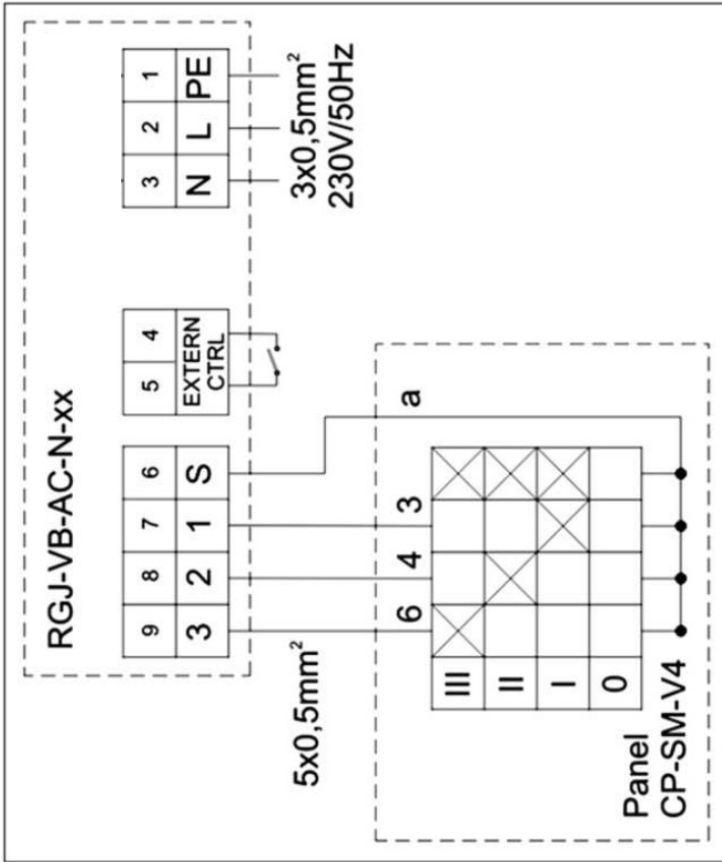 RGJ-VB-AC-N-xx
9 8 7 6 5 4 3 2 1
3 2 1 S EXTERN CTRL N L PE
5x0,5mm²
3x0,5mm²
230V/50Hz
6 4 3 a
III
II
I
0
Panel
CP-SM-V4